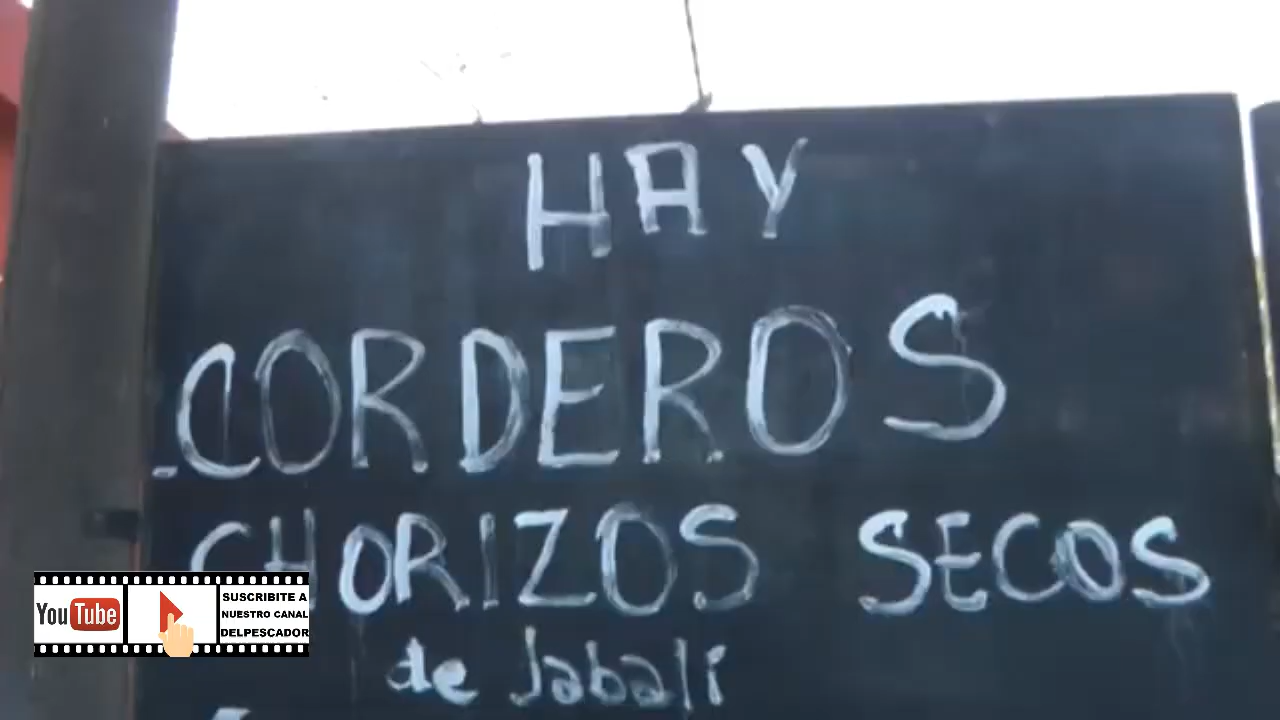 HAY
CORDEROS
CHORIZOS SECOS
de Jabali
YouTube
SUSCRIBITE A
NUESTRO CANAL
DELPESCADOR